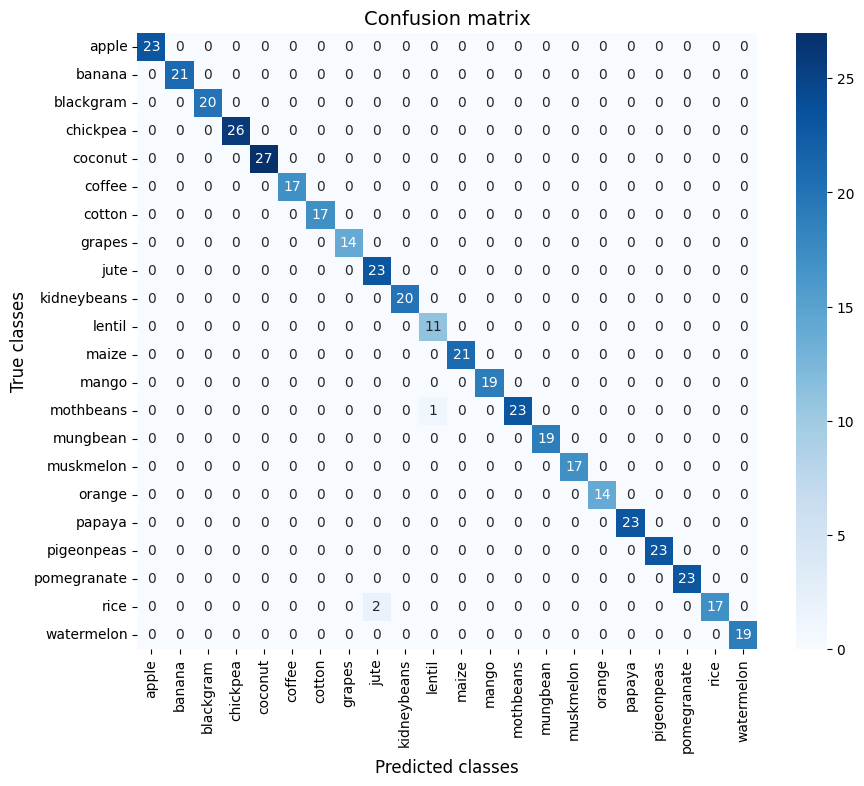 Confusion matrix
apple 23 0 0 0 0 0 0 0 0 0 0 0 0 0 0 0 0 0 0 0 0 0
banana 0 21 0 0 0 0 0 0 0 0 0 0 0 0 0 0 0 0 0 0 0 0
blackgram 0 0 20 0 0 0 0 0 0 0 0 0 0 0 0 0 0 0 0 0 0 0
chickpea 0 0 0 26 0 0 0 0 0 0 0 0 0 0 0 0 0 0 0 0 0 0
coconut 0 0 0 0 27 0 0 0 0 0 0 0 0 0 0 0 0 0 0 0 0 0
coffee 0 0 0 0 0 17 0 0 0 0 0 0 0 0 0 0 0 0 0 0 0 0
cotton 0 0 0 0 0 0 17 0 0 0 0 0 0 0 0 0 0 0 0 0 0 0
grapes 0 0 0 0 0 0 0 14 0 0 0 0 0 0 0 0 0 0 0 0 0 0
jute 0 0 0 0 0 0 0 0 23 0 0 0 0 0 0 0 0 0 0 0 0 0
kidneybeans 0 0 0 0 0 0 0 0 0 20 0 0 0 0 0 0 0 0 0 0 0 0
lentil 0 0 0 0 0 0 0 0 0 0 11 0 0 0 0 0 0 0 0 0 0 0
maize 0 0 0 0 0 0 0 0 0 0 0 21 0 0 0 0 0 0 0 0 0 0
mango 0 0 0 0 0 0 0 0 0 0 0 0 19 0 0 0 0 0 0 0 0 0
mothbeans 0 0 0 0 0 0 0 0 0 0 1 0 0 23 0 0 0 0 0 0 0 0
mungbean 0 0 0 0 0 0 0 0 0 0 0 0 0 0 19 0 0 0 0 0 0 0
muskmelon 0 0 0 0 0 0 0 0 0 0 0 0 0 0 0 17 0 0 0 0 0 0
orange 0 0 0 0 0 0 0 0 0 0 0 0 0 0 0 0 14 0 0 0 0 0
papaya 0 0 0 0 0 0 0 0 0 0 0 0 0 0 0 0 0 23 0 0 0 0
pigeonpeas 0 0 0 0 0 0 0 0 0 0 0 0 0 0 0 0 0 0 23 0 0 0
pomegranate 0 0 0 0 0 0 0 0 0 0 0 0 0 0 0 0 0 0 0 23 0 0
rice 0 0 0 0 0 0 0 0 2 0 0 0 0 0 0 0 0 0 0 0 17 0
watermelon 0 0 0 0 0 0 0 0 0 0 0 0 0 0 0 0 0 0 0 0 0 19
True classes
apple
banana
blackgram
chickpea
coconut
coffee
cotton
grapes
jute
kidneybeans
lentil
maize
mango
mothbeans
mungbean
muskmelon
orange
papaya
pigeonpeas
pomegranate
rice
watermelon
Predicted classes
25
20
15
10
5
0